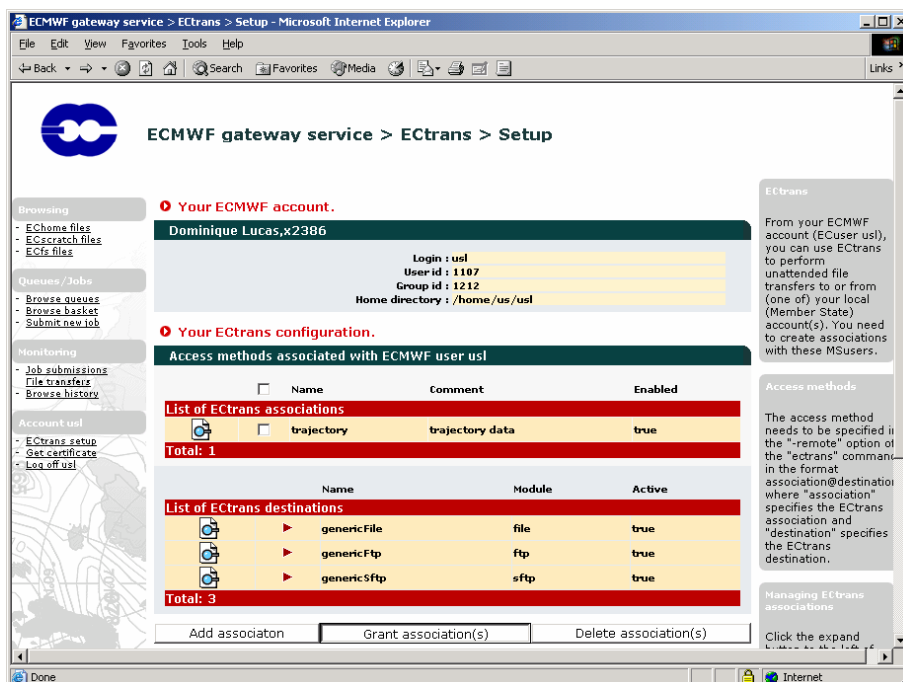 ECMWF gateway service > ECtrans > Setup - Microsoft Internet Explorer
File Edit View Favorites Tools Help
Back Search Favorites Media Links
ECMWF gateway service > ECtrans > Setup
Browsing
- EChome files
- ECscratch files
- ECfs files
Queues/Jobs
- Browse queues
- Browse basket
- Submit new job
Monitoring
- Job submissions
File transfers
- Browse history
Account usl
- ECtrans setup
- Get certificate
- Log off usl
Your ECMWF account.
Dominique Lucas,x2386
Login : usl
User id : 1107
Group id : 1212
Home directory : /home/us/usl
Your ECtrans configuration.
Access methods associated with ECMWF user usl
Name Comment Enabled
List of ECtrans associations
trajectory trajectory data true
Total: 1
Name Module Active
List of ECtrans destinations
genericFile file true
genericFtp ftp true
genericSftp sftp true
Total: 3
Add associaton Grant association(s) Delete association(s)
ECtrans
From your ECMWF
account (ECuser usl),
you can use ECtrans
to perform
unattended file
transfers to or from
(one of) your local
(Member State)
account(s). You need
to create associations
with these MSusers.
Access methods
The access method
needs to be specified i
the "-remote" option of
the "ectrans" comman
in the format
association@destination
where "association"
specifies the ECtrans
association and
"destination" specifies
the ECtrans
destination.
Managing ECtrans
associations
Click the expand
Done Internet